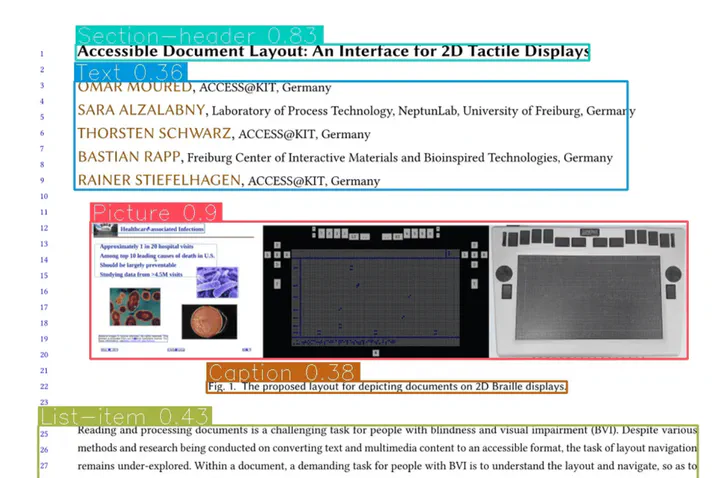 Section-header 0.83
1
Accessible Document Layout: An Interface for 2D Tactile Displays
2
Text 0.36
3
OMAR MOURED, ACCESS@KIT, Germany
4
5
SARA ALZALABNY, Laboratory of Process Technology, NeptunLab, University of Freiburg, Germany
6
THORSTEN SCHWARZ, ACCESS@KIT, Germany
7
8
BASTIAN RAPP, Freiburg Center of Interactive Materials and Bioinspired Technologies, Germany
9
RAINER STIEFELHAGEN, ACCESS@KIT, Germany
10
11
Picture 0.9
12
Healthcare-associated Infections
13
Approximately 1 in 20 hospital visits
Among top 10 leading causes of death in U.S.
14
Should be largely preventable
15
Studying data from >4.5M visits
16
17
18
19
20
21
Caption 0.38
22
Fig. 1. The proposed layout for depicting documents on 2D Braille displays.
23
List-item 0.43
25
Reading and processing documents is a challenging task for people with blindness and visual impairment (BVI). Despite various
26
methods and research being conducted on converting text and multimedia content to an accessible format, the task of layout navigation
27
remains under-explored. Within a document, a demanding task for people with BVI is to understand the layout and navigate, so as to